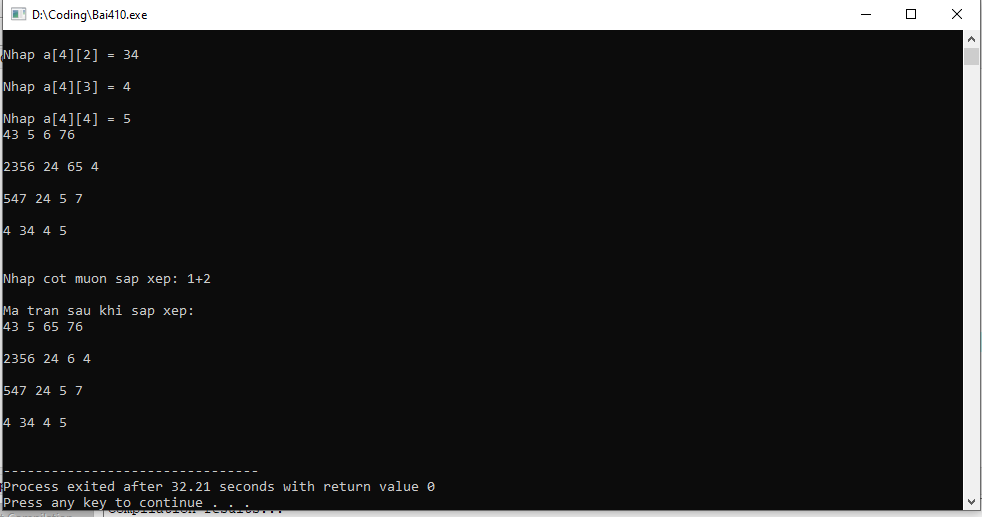 D:\Coding\Bai410.exe
Nhap a[4][2] = 34
Nhap a[4][3] = 4
Nhap a[4][4] = 5
43 5 6 76
2356 24 65 4
547 24 5 7
4 34 4 5
Nhap cot muon sap xep: 1+2
Ma tran sau khi sap xep:
43 5 65 76
2356 24 6 4
547 24 5 7
4 34 4 5
--------------------------------
Process exited after 32.21 seconds with return value 0
Press any key to continue . . .